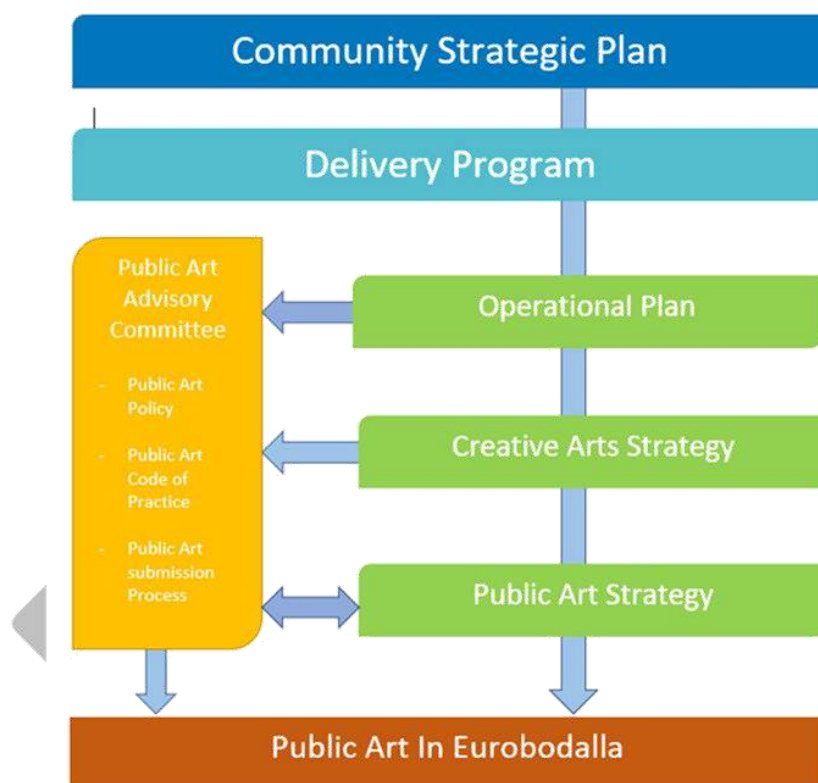 Community Strategic Plan
Delivery Program
Public Art
Advisory
Committee
- Public Art
Policy
- Public Art
Code of
Practice
- Public Art
submission
Process
Operational Plan
Creative Arts Strategy
Public Art Strategy
Public Art In Eurobodalla